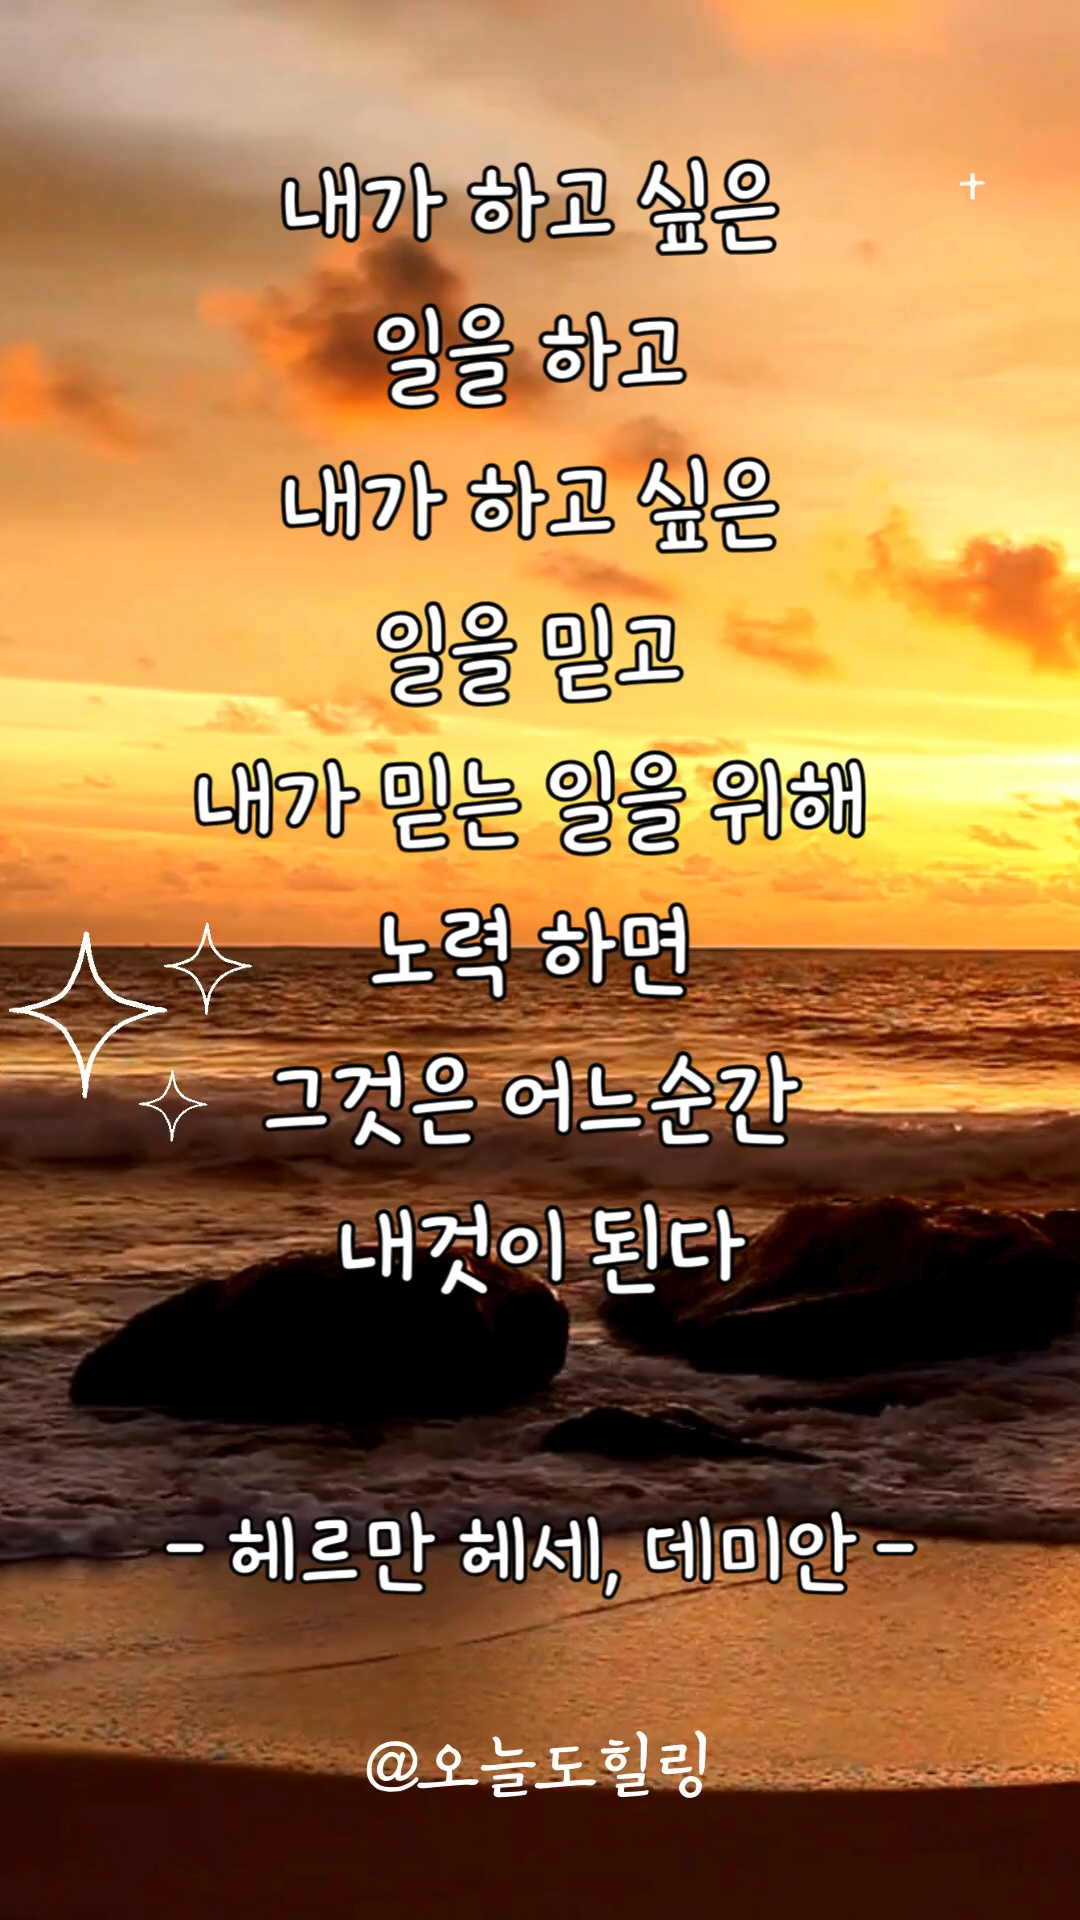 내가 하고 싶은
일을 하고
내가 하고 싶은
일을 믿고
내가 믿는 일을 위해
노력 하면
그것은 어느순간
내것이 된다
- 헤르만 헤세, 데미안 -
@오늘도힐링